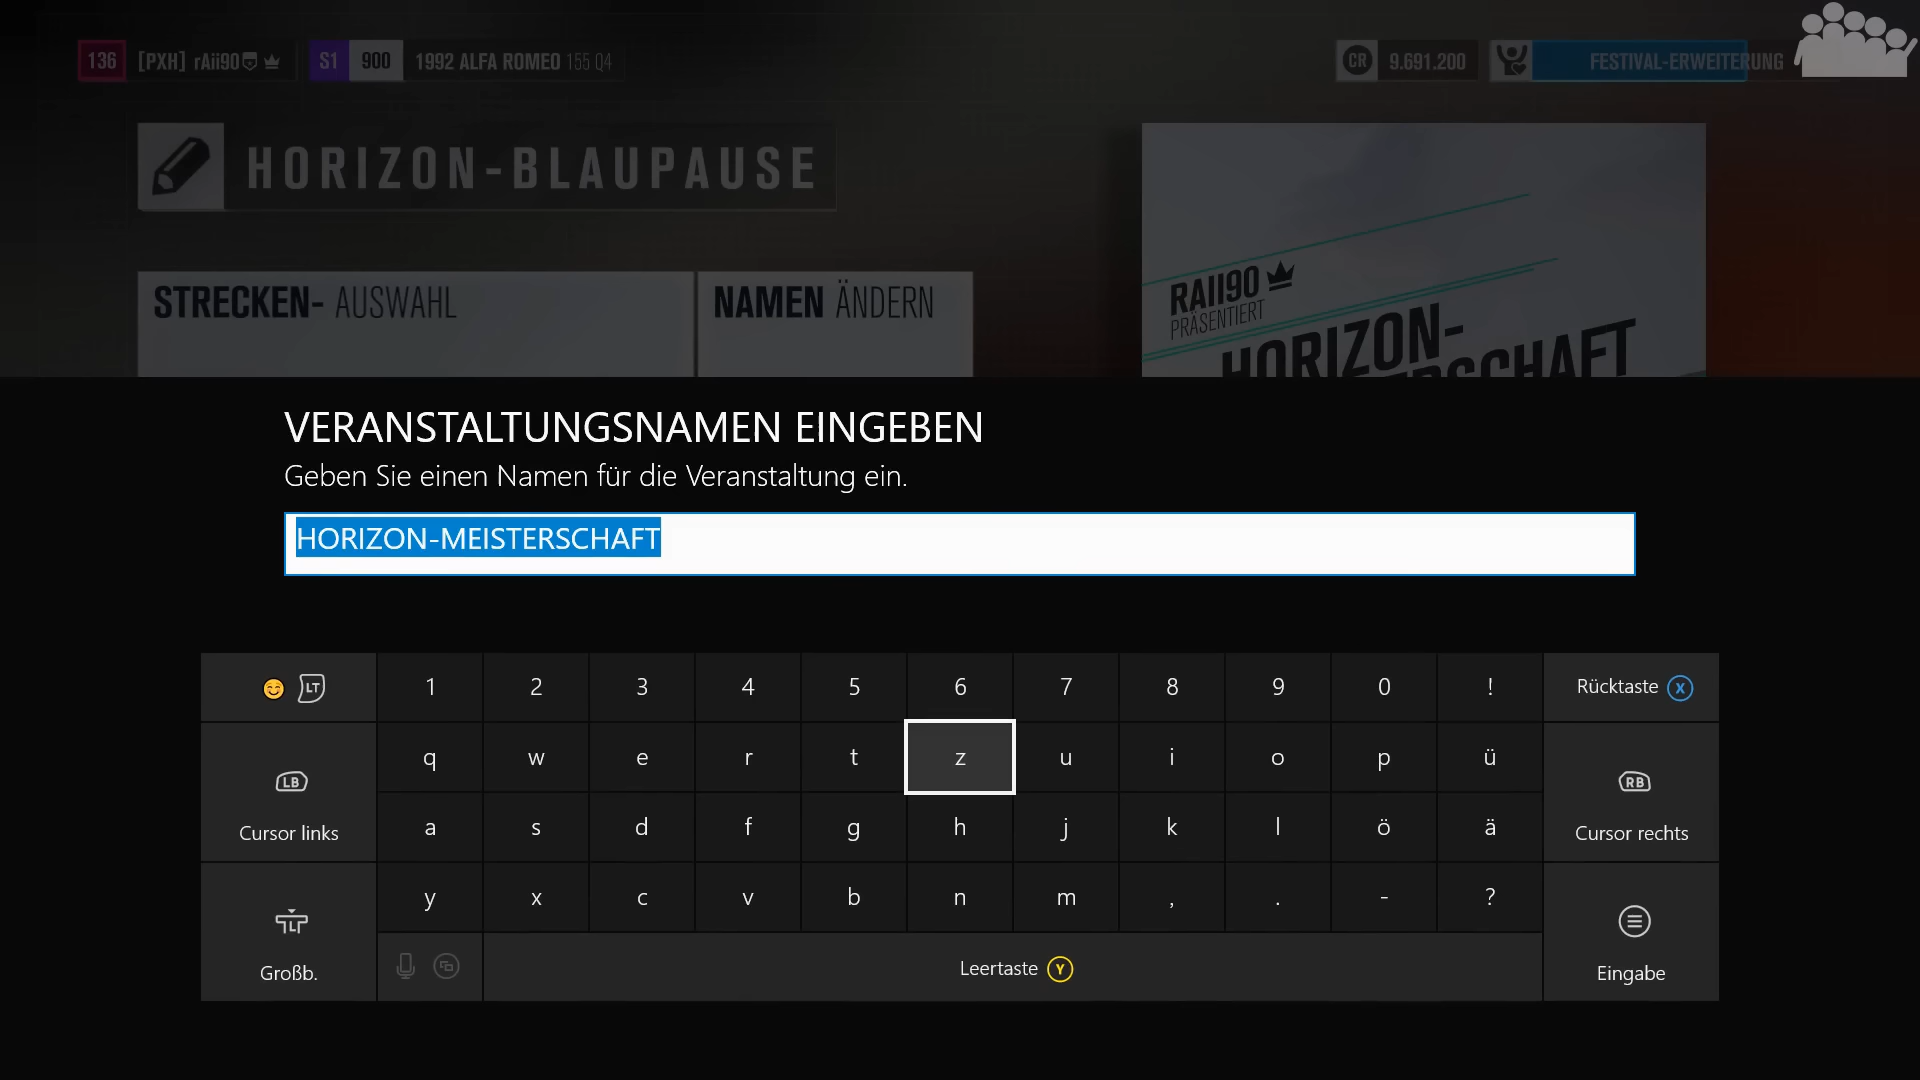 136 [PXH] rAii90 S1 900 1992 ALFA ROMEO 155 Q4
CR 9.691.200 FESTIVAL-ERWEITERUNG
HORIZON-BLAUPAUSE
STRECKEN- AUSWAHL
NAMEN ÄNDERN
RAII90
PRÄSENTIERT
HORIZON-
VERANSTALTUNGSNAMEN EINGEBEN
Geben Sie einen Namen für die Veranstaltung ein.
HORIZON-MEISTERSCHAFT
LT 1 2 3 4 5 6 7 8 9 0 ! Rücktaste X
q w e r t z u i o p ü
LB Cursor links
RB Cursor rechts
a s d f g h j k l ö ä
y x c v b n m , . - ?
LT Großb.
Leertaste Y
Eingabe